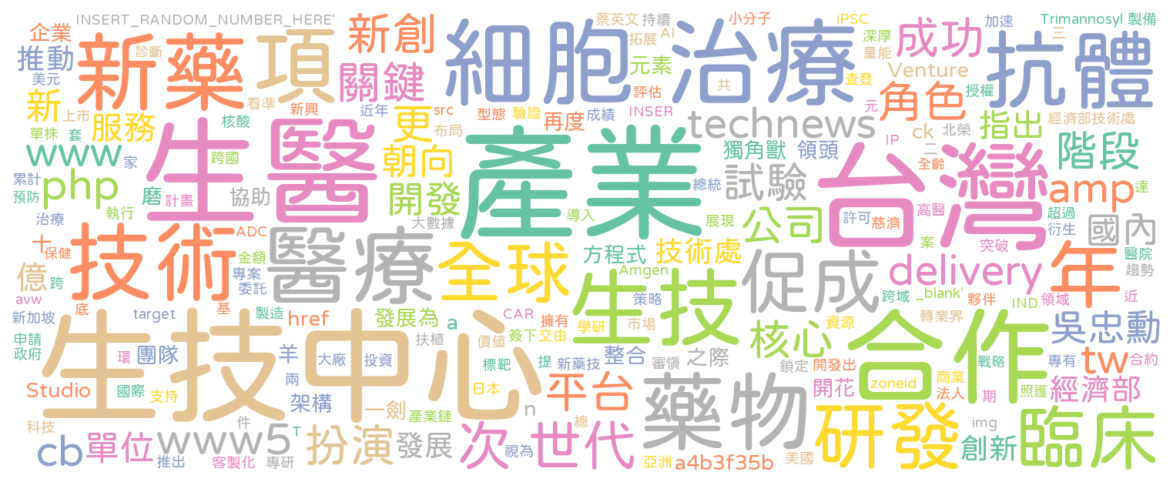 INSERT_RANDOM_NUMBER_HERE'
蔡英文 持續 小分子 iPSC 加速 Trimannosyl 製備
企業 新藥 項 新創 細胞治療 拓展 AI 深厚 成功 抗體 三
推動 診斷 關鍵 元素 量能 Venture
美元 評估 共 查登 角色 授權
新 上市 看準 新興 近年 更 src 型態 驗證 成績 INSER 元 經濟部技術處
服務 核酸 布局 再度 technews ck 北榮 指出
單株 套 生醫 產業 獨角獸 領頭 IP 二 階段
www 家 跨國 朝向 台灣 全齡
累計 php 磨 計畫 協助 開發 總統 試驗 amp 達
預防 執行 大數據 導入 展現 公司 許可 慈濟 高醫 超過
治療 衍生 國內
十 保健 技術 ADC 醫療 全球 方程式 技術處 案 突破 醫院
億 跨 金額 專案 委託 生技 Amgen 促成 delivery 年 趨勢
avw 底 基 策略 跨域 _blank' 夥伴 IND 領域 近
新加坡 target 製造 href 發展為 a CAR 擁有 市場 核心 資源 轉業界 吳忠勳
申請 生技中心 扶植 價值 簽下 交由 學研 合作
政府 環 團隊 大廠 投資 羊 標靶 提 新藥技 整合 審慎 之際 鎖定 開發出 戰略 專有 tw 合約
Studio 國際 支持 兩 架構 一劍 日本 平台 藥物 開花 zoneid 商業 法人 期 照護 經濟部
科技 件 T 產業鏈 n 總 研發 img
cb 單位 www5 扮演 發展 次世代 創新 臨床
推出 客製化 專研 視為 亞洲 a4b3f35b 美國